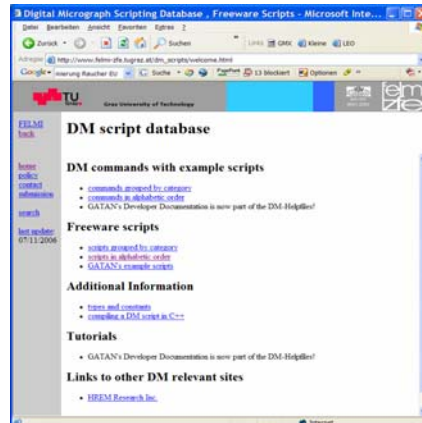 Digital Micrograph Scripting Database , Freeware Scripts - Microsoft Inte...
Datei Bearbeiten Ansicht Favoriten Extras ?
Zurück Suchen Links GMX Kleine LEO
Adresse http://www.felmi-zfe.tugraz.at/dm_scripts/welcome.html
Google Suche 13 blockiert Optionen
TU
Graz University of Technology
FELMI
back
DM script database
home
policy
contact
submission
search
last update:
07/11/2006
DM commands with example scripts
commands grouped by category
commands in alphabetic order
GATAN's Developer Documentation is now part of the DM-Helpfiles!
Freeware scripts
scripts grouped by category
scripts in alphabetic order
GATAN's example scripts
Additional Information
types and constants
compiling a DM script in C++
Tutorials
GATAN's Developer Documentation is now part of the DM-Helpfiles!
Links to other DM relevant sites
HREM Research Inc.
Internet